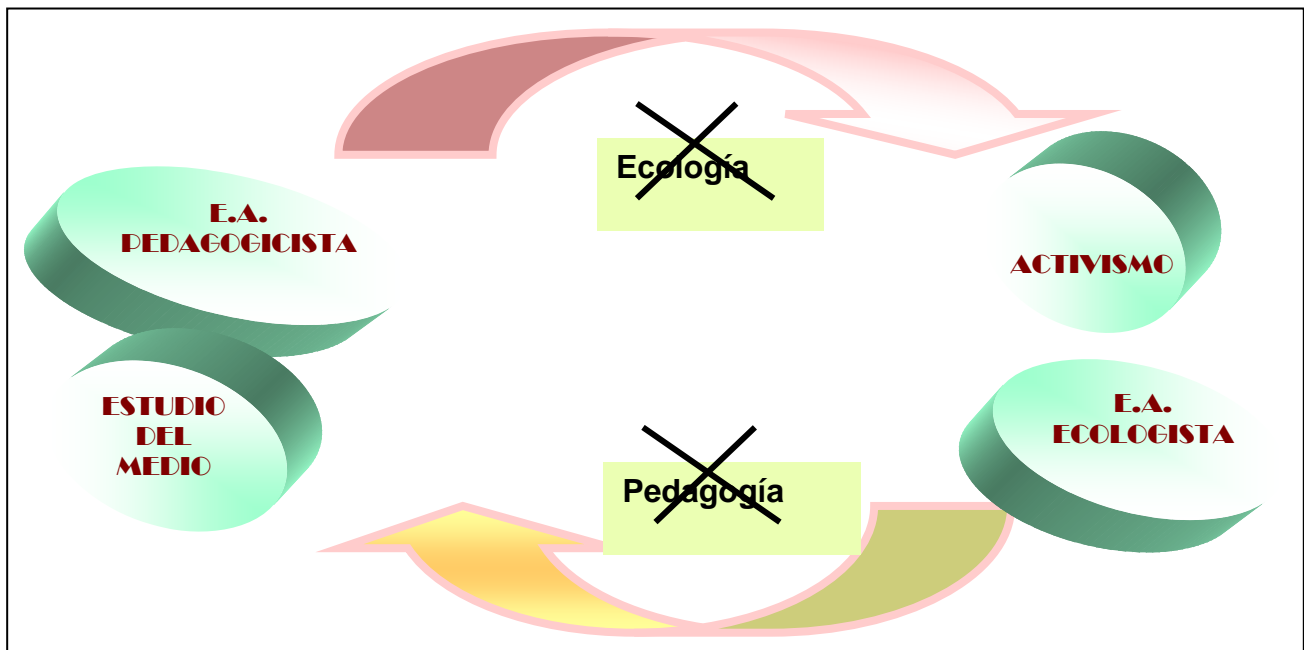 Ecología
E.A.
PEDAGOGICISTA
ACTIVISMO
ESTUDIO
DEL
MEDIO
E.A.
ECOLOGISTA
Pedagogía